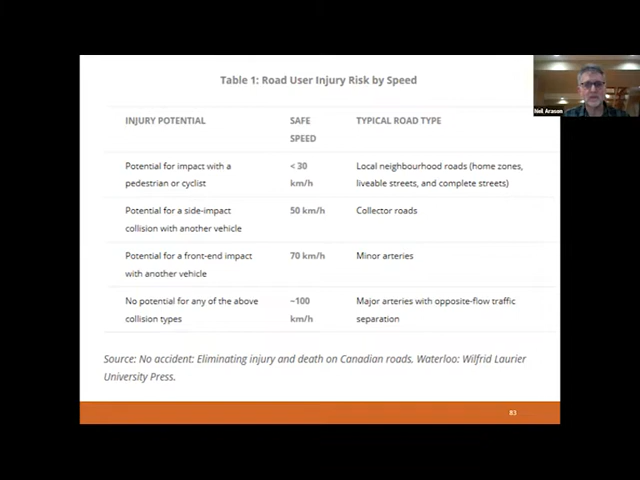 Table 1: Road User Injury Risk by Speed
INJURY POTENTIAL
SAFE
SPEED
TYPICAL ROAD TYPE
Potential for impact with a
pedestrian or cyclist
< 30
km/h
Local neighbourhood roads (home zones,
liveable streets, and complete streets)
Potential for a side-impact
collision with another vehicle
50 km/h
Collector roads
Potential for a front-end impact
with another vehicle
70 km/h
Minor arteries
No potential for any of the above
collision types
~100
km/h
Major arteries with opposite-flow traffic
separation
Source: No accident: Eliminating injury and death on Canadian roads, Waterloo: Wilfrid Laurier
University Press.
83
Neil Arason